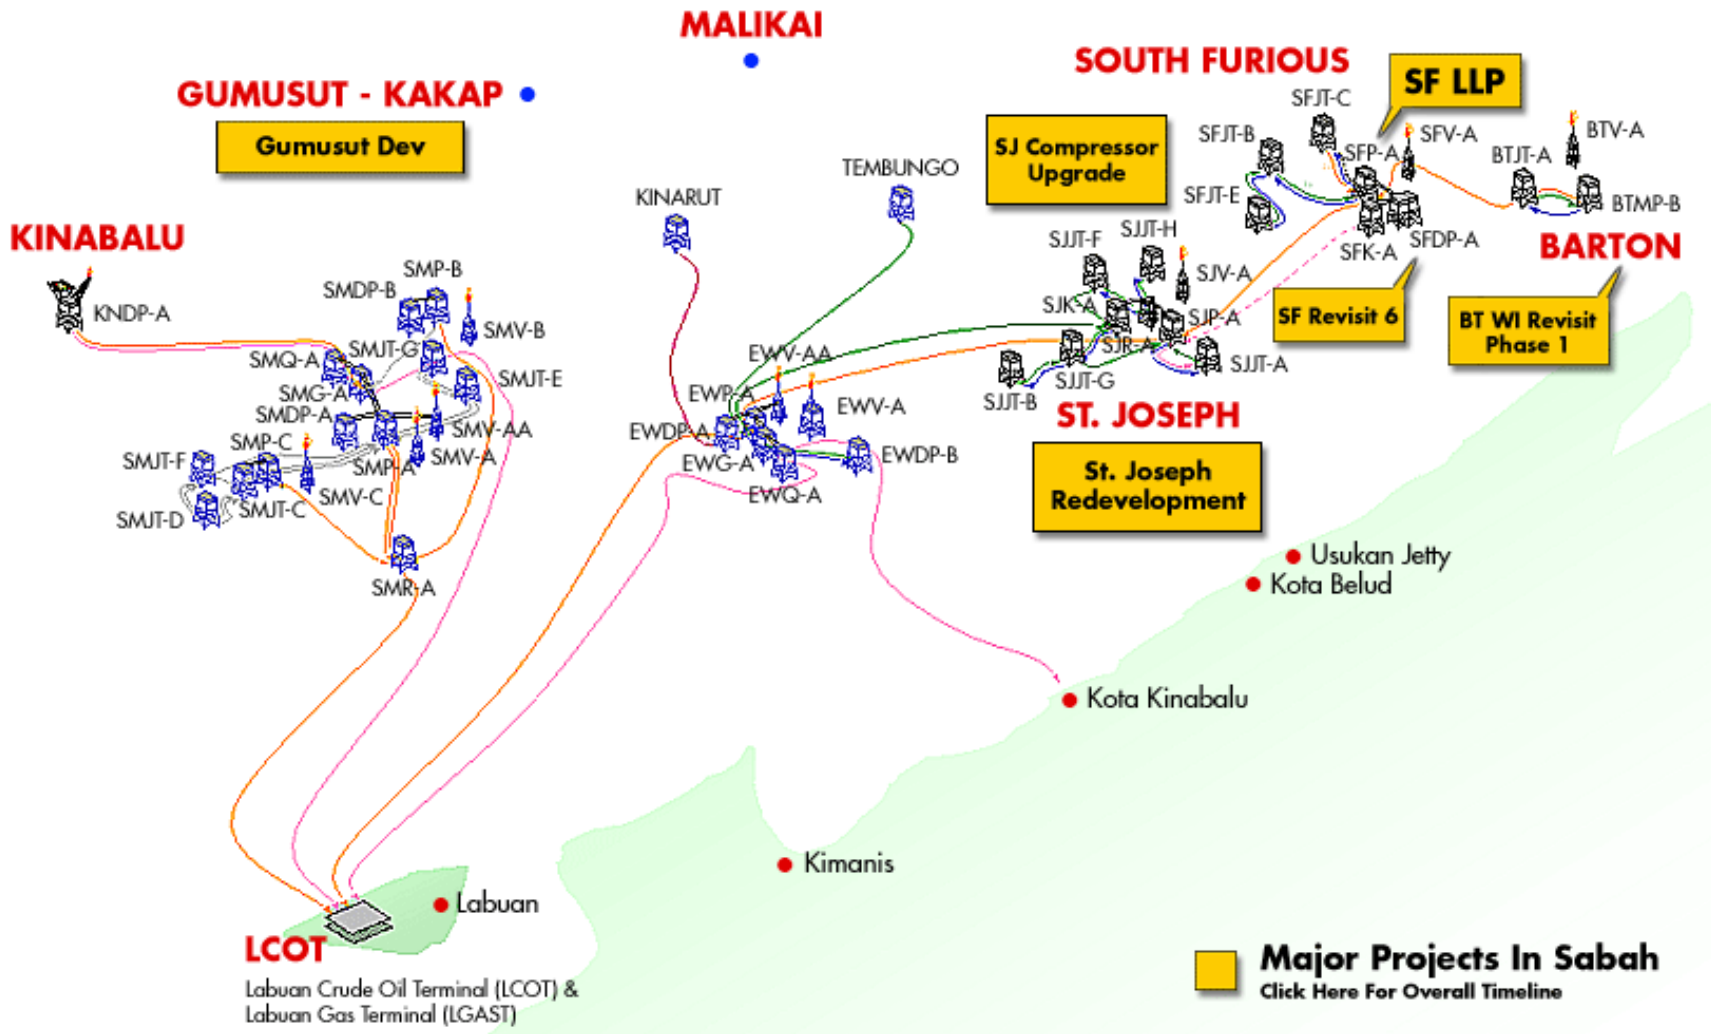 MALIKAI
SOUTH FURIOUS
SF LLP
GUMUSUT - KAKAP
Gumusut Dev
SFJT-C
SFJT-B
SFV-A
BTV-A
SJ Compressor
Upgrade
SFP-A
BTJT-A
TEMBUNGO
KINARUT
SFJT-E
BTMP-B
KINABALU
SJJT-F
SJJT-H
SFK-A
SFDP-A
BARTON
SMP-B
SMDP-B
SJV-A
KNDP-A
SMV-B
SJK-A
SJP-A
SF Revisit 6
BT WI Revisit
Phase 1
SMQ-A
SMJT-G
EWV-AA
SJR-A
SJJT-A
SMG-A
SMJT-E
SJJT-G
SMDP-A
EWP-A
EWV-A
SJJT-B
SMV-AA
EWDP-A
ST. JOSEPH
SMP-C
SMJT-F
SMP-A
SMV-A
EWG-A
EWDP-B
SMV-C
EWQ-A
St. Joseph
Redevelopment
SMJT-D
SMJT-C
SMR-A
Usukan Jetty
Kota Belud
Kota Kinabalu
Kimanis
Labuan
LCOT
Labuan Crude Oil Terminal (LCOT) &
Labuan Gas Terminal (LGAST)
Major Projects In Sabah
Click Here For Overall Timeline